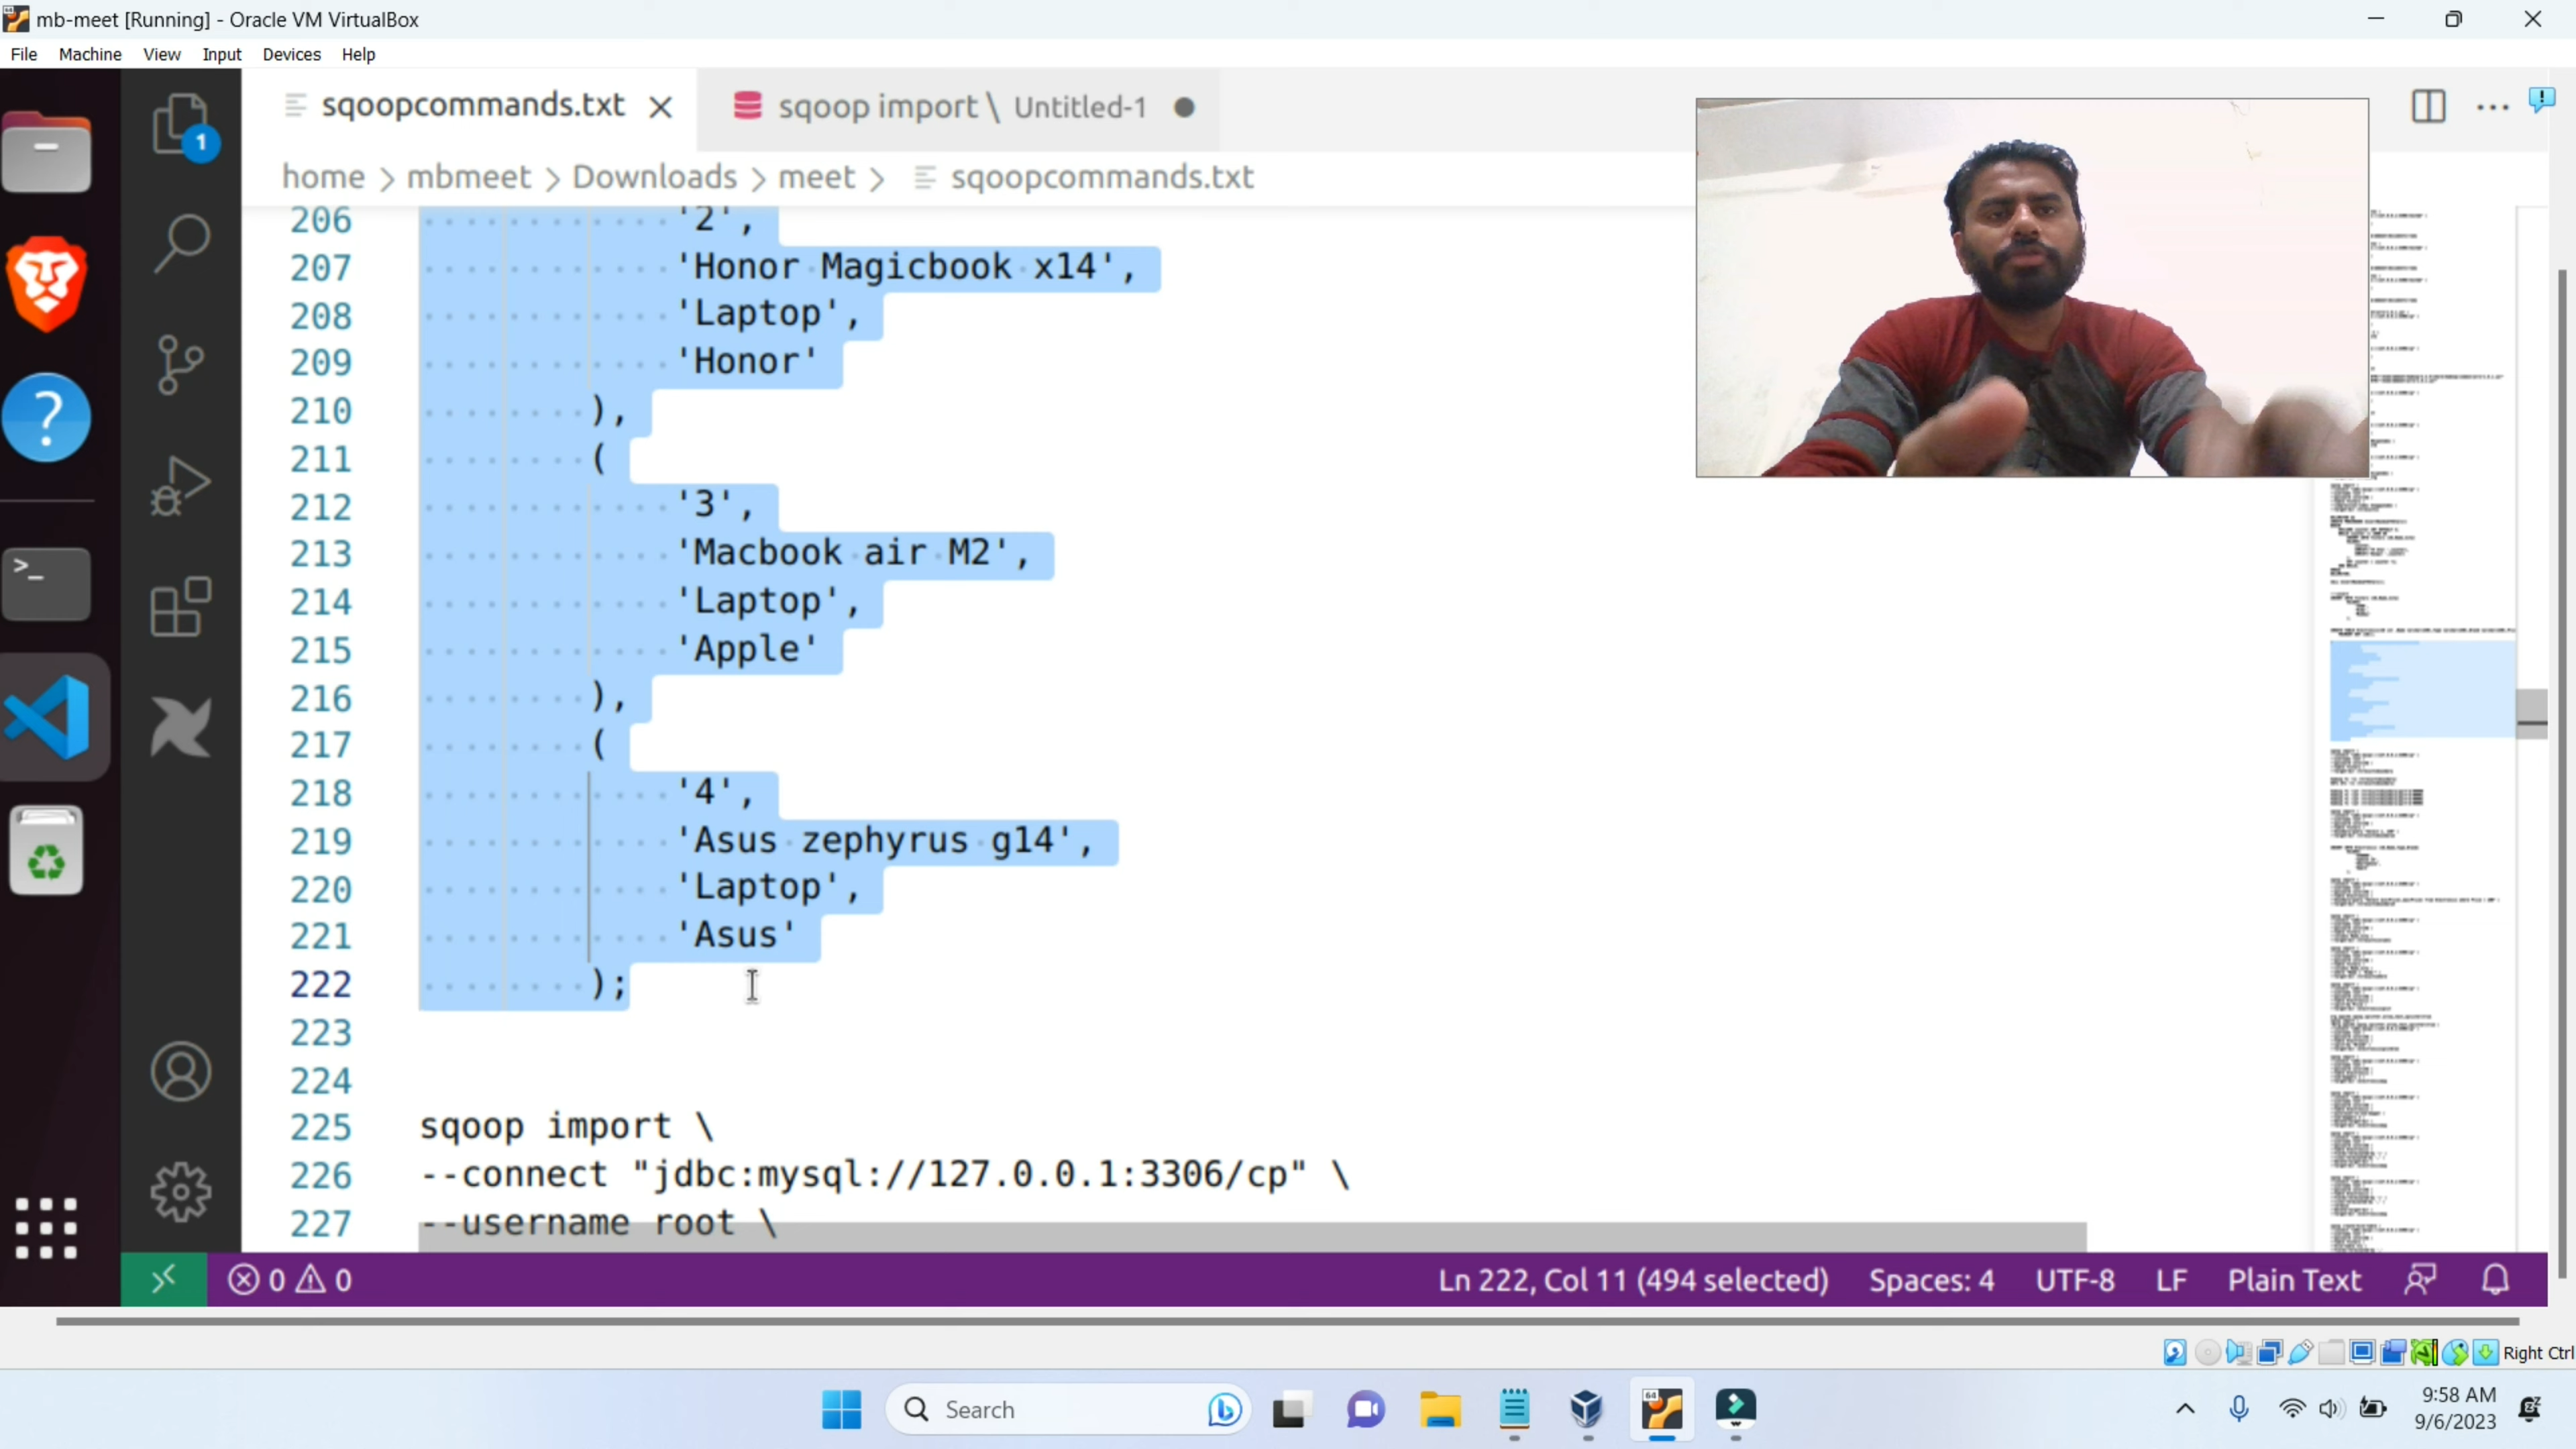 mb-meet [Running] - Oracle VM VirtualBox
File Machine View Input Devices Help
sqoopcommands.txt
sqoop import \ Untitled-1
1
home > mbmeet > Downloads > meet > sqoopcommands.txt
206 '2',
207 'Honor Magicbook x14',
208 'Laptop',
209 'Honor'
210 ),
211 (
212 '3',
213 'Macbook air M2',
214 'Laptop',
215 'Apple'
216 ),
217 (
218 '4',
219 'Asus zephyrus g14',
220 'Laptop',
221 'Asus'
222 );
223
224
225 sqoop import \
226 --connect "jdbc:mysql://127.0.0.1:3306/cp" \
227 --username root \
0 0 Ln 222, Col 11 (494 selected) Spaces: 4 UTF-8 LF Plain Text
Right Ctrl
Search
64
9:58 AM
9/6/2023